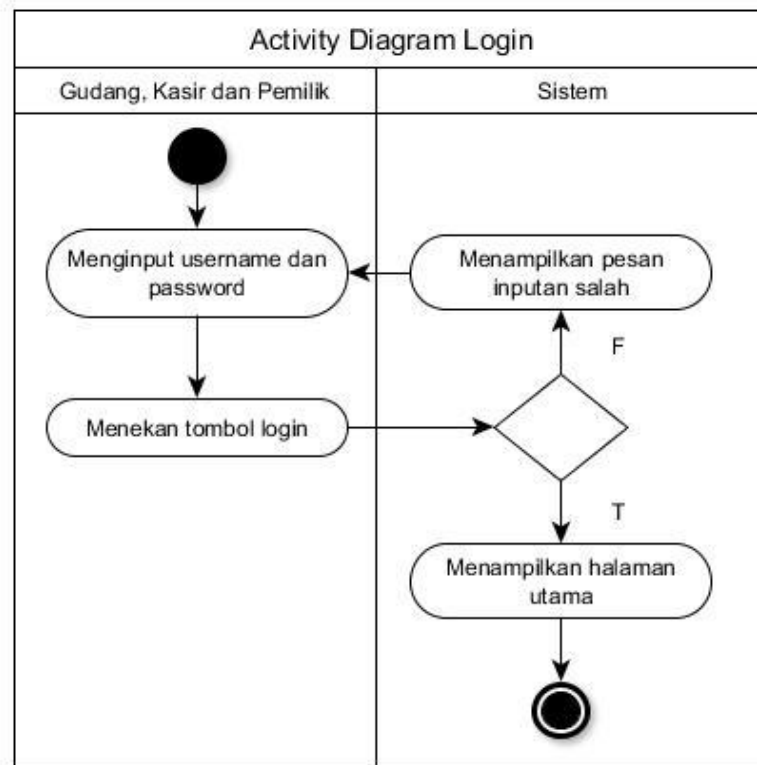 Activity Diagram Login
Gudang, Kasir dan Pemilik
Sistem
Menginput username dan
password
Menampilkan pesan
inputan salah
F
Menekan tombol login
T
Menampilkan halaman
utama